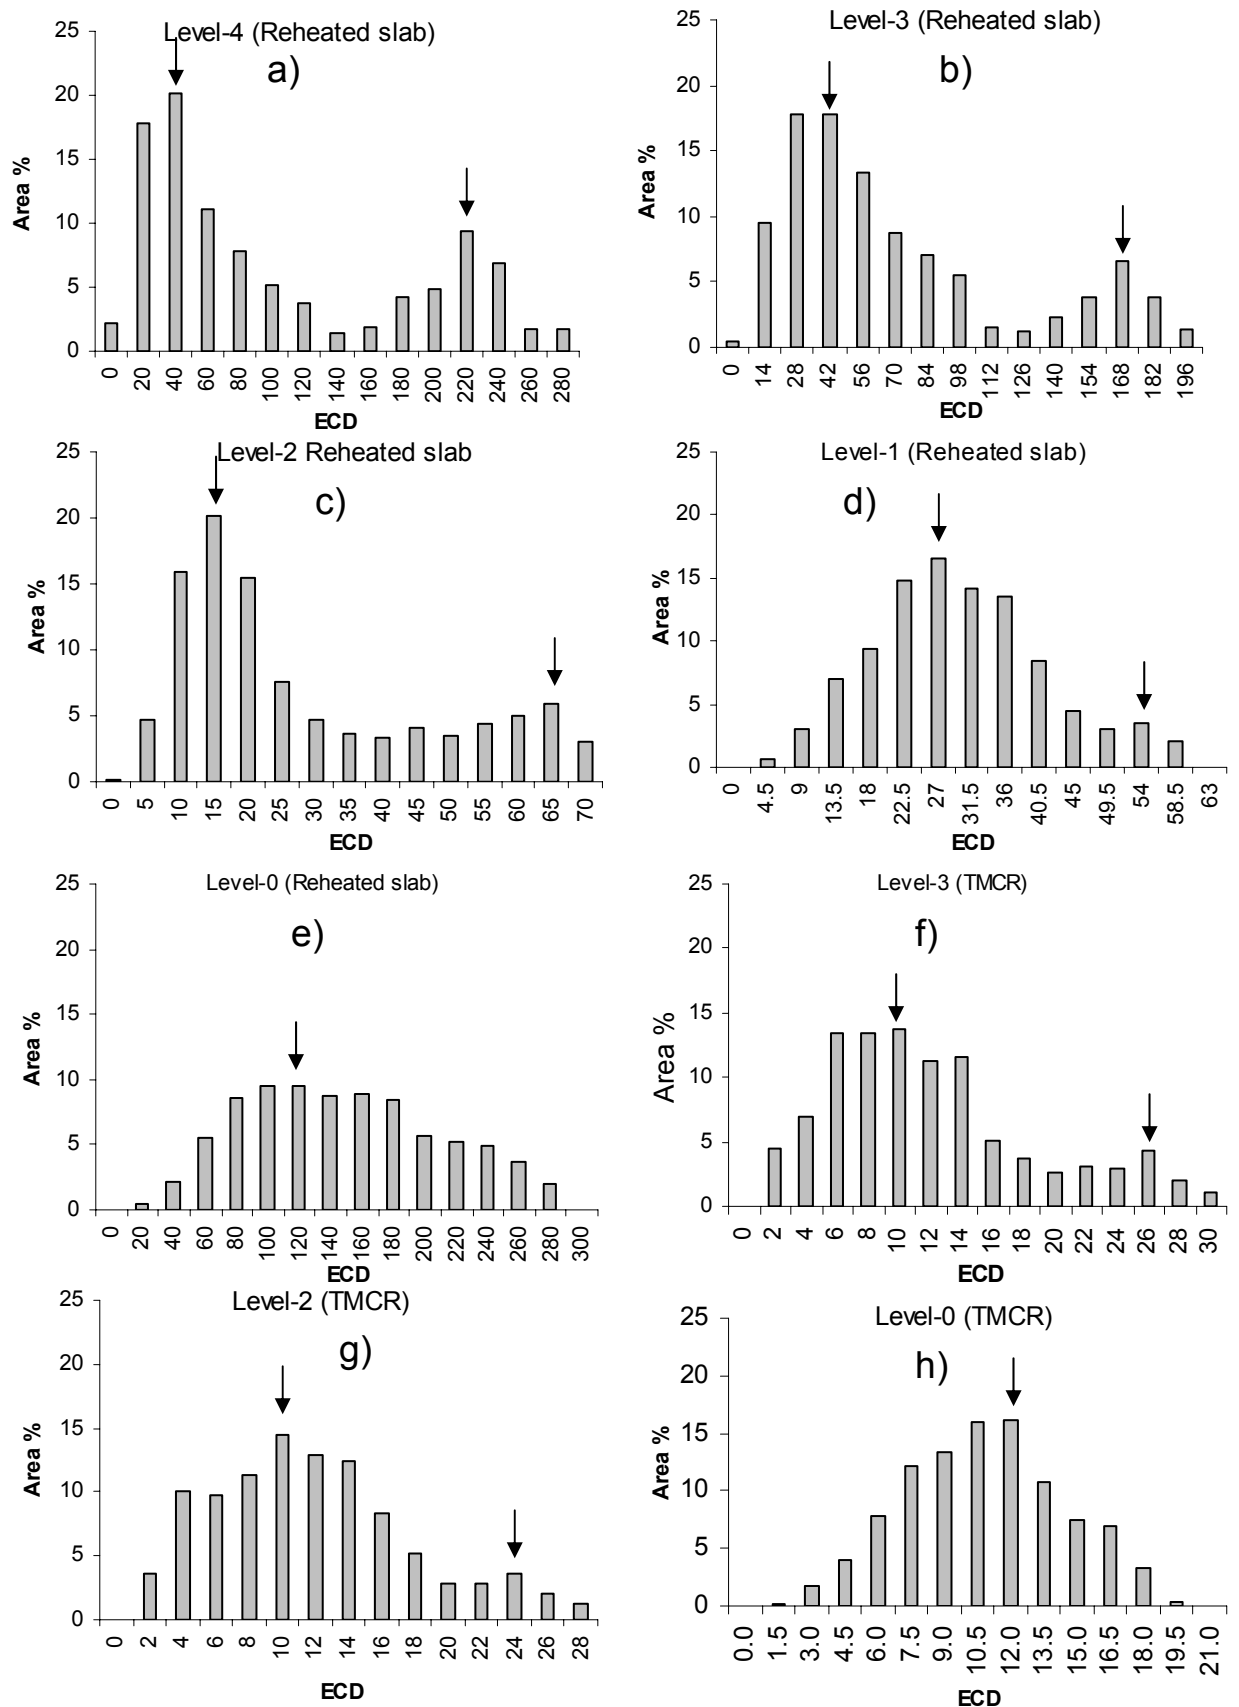 Level-4 (Reheated slab)
a)
25
20
15
10
5
0
Area %
0 20 40 60 80 100 120 140 160 180 200 220 240 260 280
ECD
Level-3 (Reheated slab)
b)
25
20
15
10
5
0
Area %
0 14 28 42 56 70 84 98 112 126 140 154 168 182 196
ECD
Level-2 Reheated slab
c)
25
20
15
10
5
0
Area %
0 5 10 15 20 25 30 35 40 45 50 55 60 65 70
ECD
Level-1 (Reheated slab)
d)
25
20
15
10
5
0
Area %
0 4.5 9 13.5 18 22.5 27 31.5 36 40.5 45 49.5 54 58.5 63
ECD
Level-0 (Reheated slab)
e)
25
20
15
10
5
0
Area %
0 20 40 60 80 100 120 140 160 180 200 220 240 260 280 300
ECD
Level-3 (TMCR)
f)
25
20
15
10
5
0
Area %
0 2 4 6 8 10 12 14 16 18 20 22 24 26 28 30
ECD
Level-2 (TMCR)
g)
25
20
15
10
5
0
Area %
0 2 4 6 8 10 12 14 16 18 20 22 24 26 28
ECD
Level-0 (TMCR)
h)
25
20
15
10
5
0
Area %
0.0 1.5 3.0 4.5 6.0 7.5 9.0 10.5 12.0 13.5 15.0 16.5 18.0 19.5 21.0
ECD